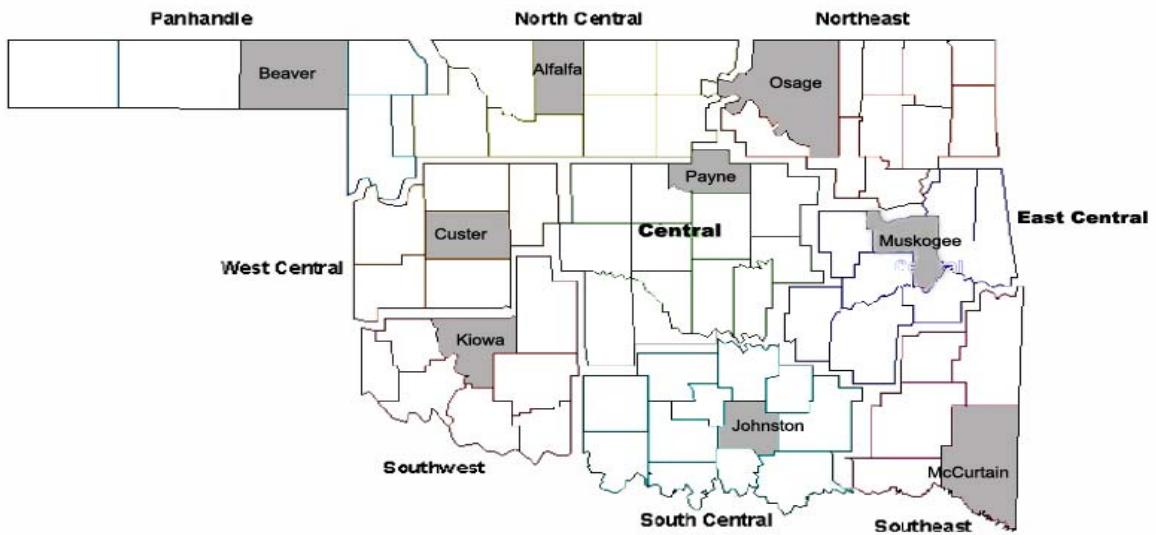 Panhandle
North Central
Northeast
Beaver
Alfalfa
Osage
Payne
East Central
Custer
Central
Muskogee
Central
West Central
Kiowa
Johnston
Southwest
McCurtain
South Central
Southeast